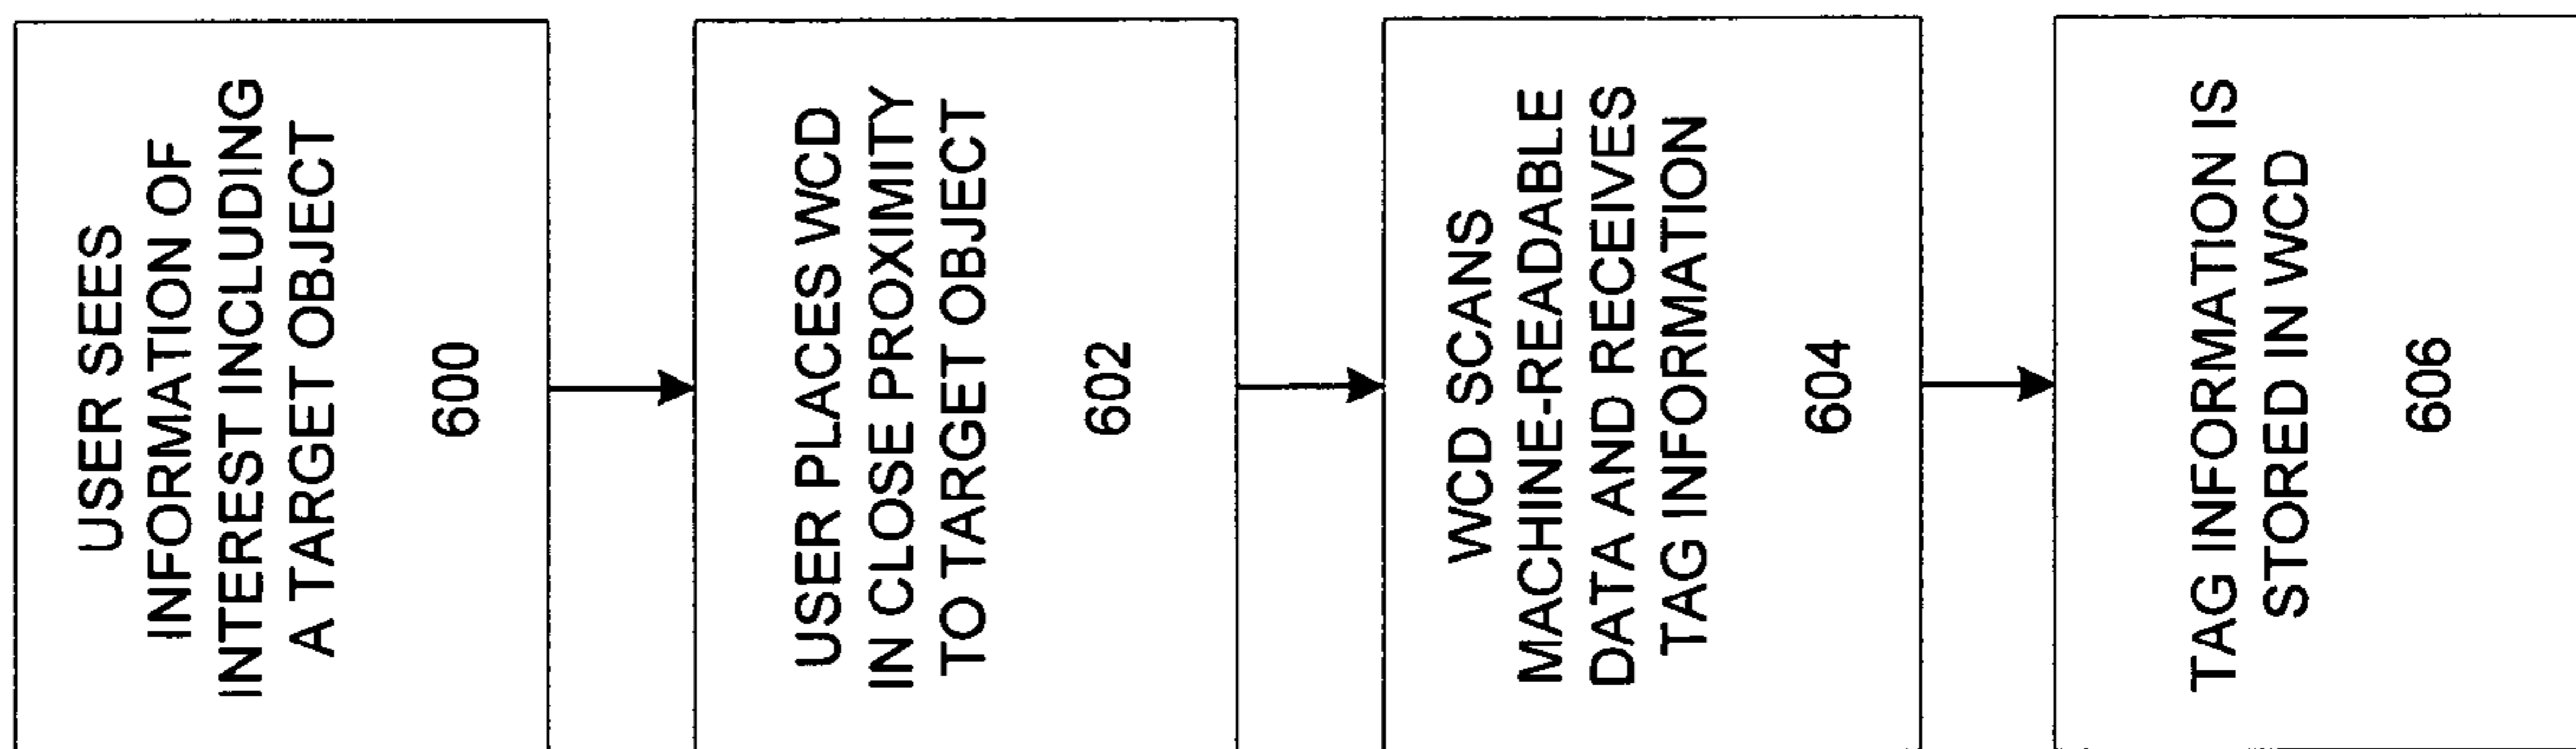 USER SEES
INFORMATION OF
INTEREST INCLUDING
A TARGET OBJECT
600
USER PLACES WCD
IN CLOSE PROXIMITY
TO TARGET OBJECT
602
WCD SCANS
MACHINE-READABLE
DATA AND RECEIVES
TAG INFORMATION
604
TAG INFORMATION IS
STORED IN WCD
606